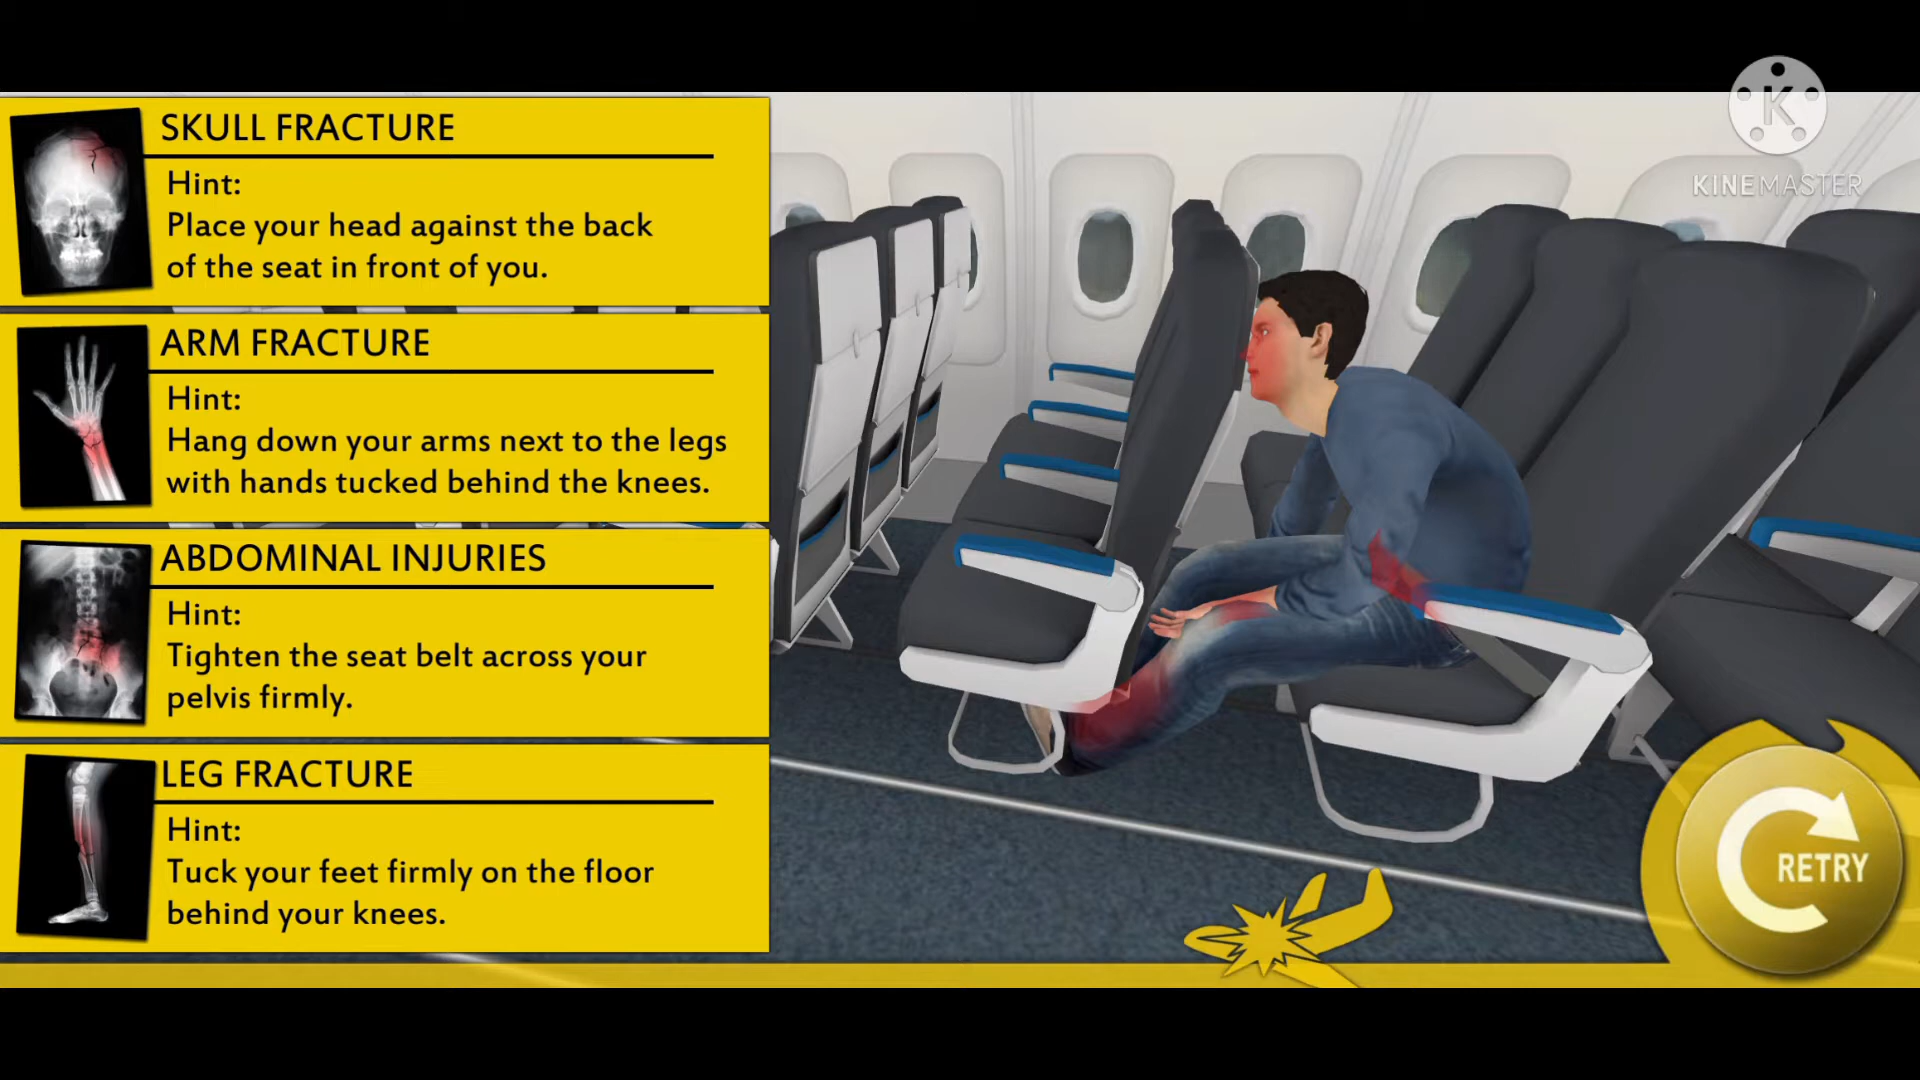 SKULL FRACTURE
Hint:
Place your head against the back
of the seat in front of you.
ARM FRACTURE
Hint:
Hang down your arms next to the legs
with hands tucked behind the knees.
ABDOMINAL INJURIES
Hint:
Tighten the seat belt across your
pelvis firmly.
LEG FRACTURE
Hint:
Tuck your feet firmly on the floor
behind your knees.
K
KINEMASTER
RETRY